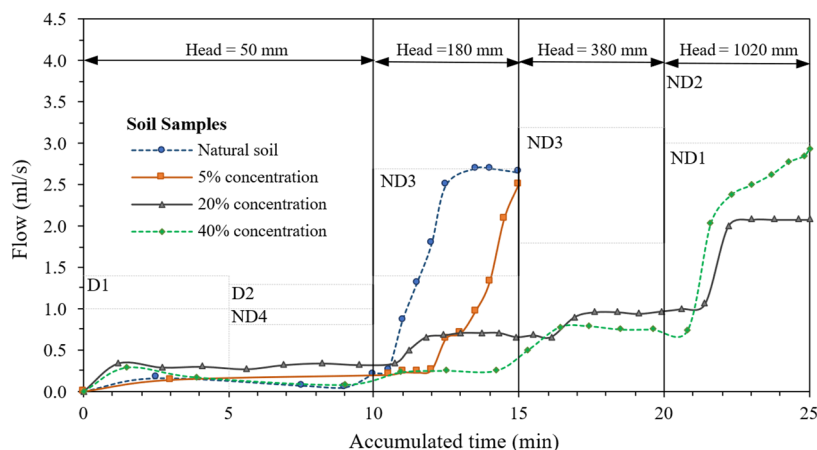 4.5
4.0
3.5
3.0
2.5
2.0
1.5
1.0
0.5
0.0
Flow (ml/s)
Head = 50 mm
Head =180 mm
Head = 380 mm
Head = 1020 mm
Soil Samples
Natural soil
5% concentration
20% concentration
40% concentration
D1
D2
ND4
ND3
ND3
ND2
ND1
0
5
10
15
20
25
Accumulated time (min)